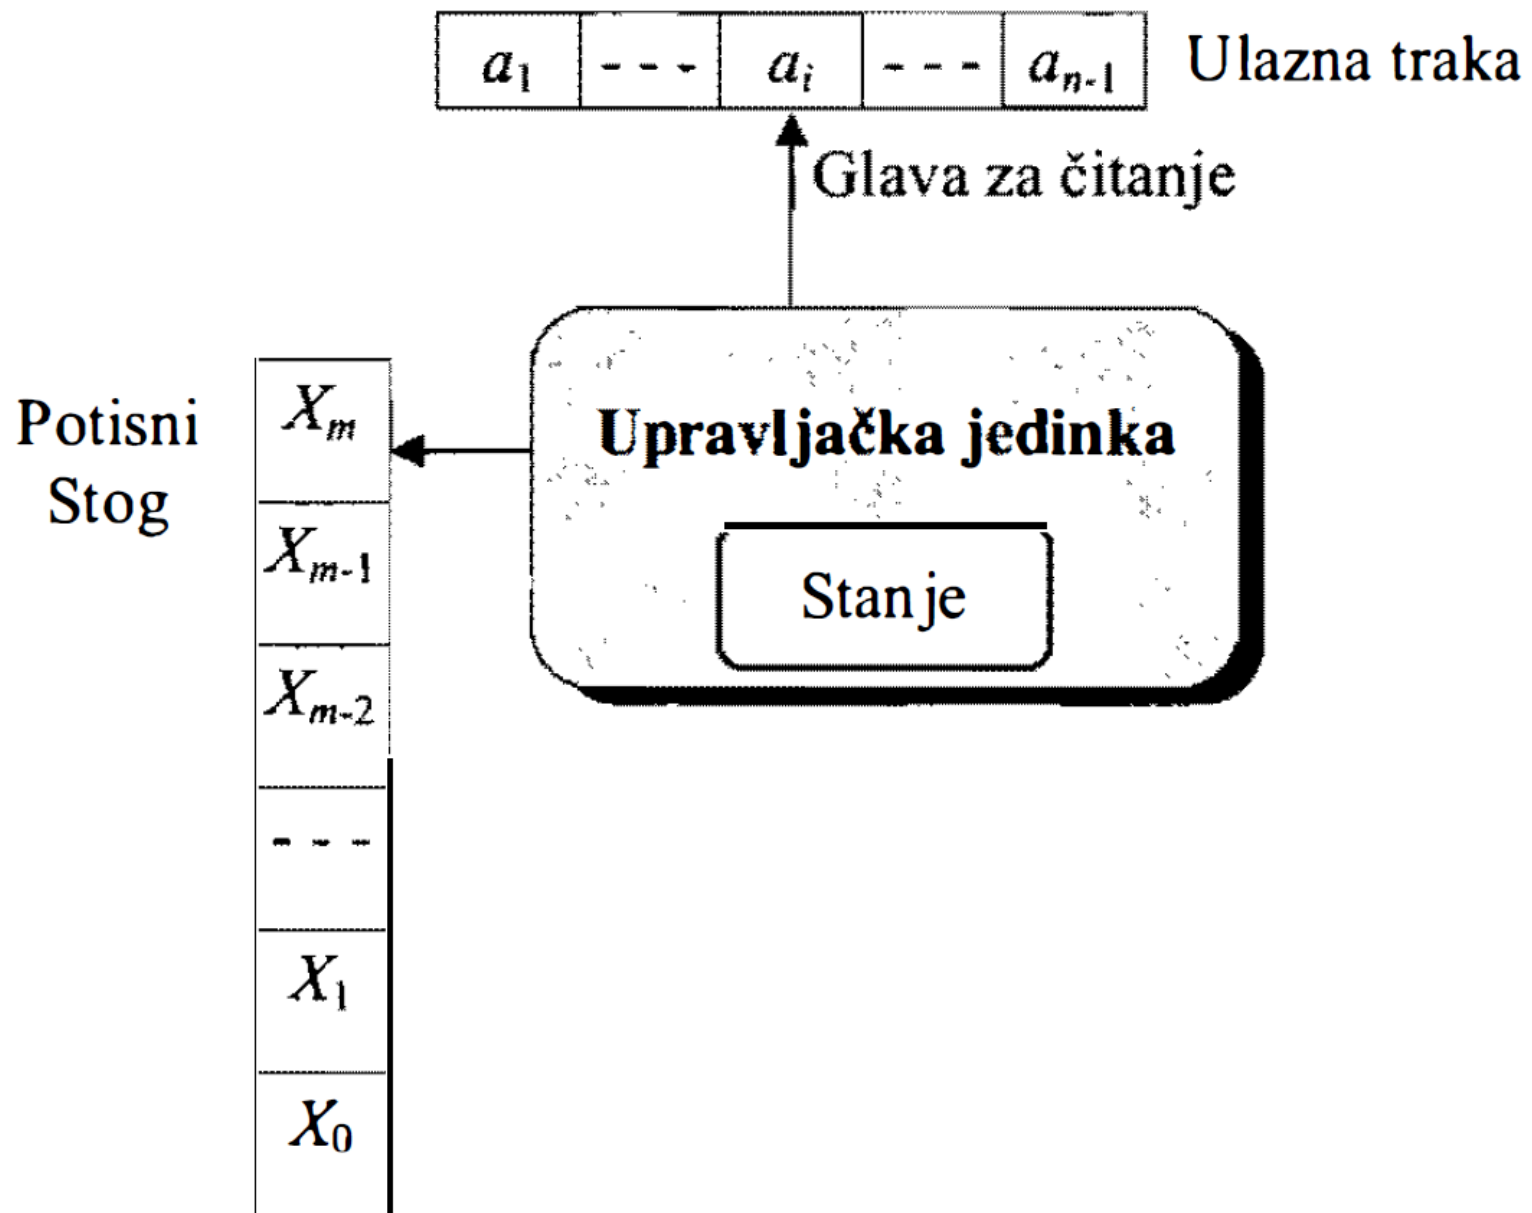 a₁ - - - aᵢ - - - aₙ₋₁ Ulazna traka
Glava za čitanje
Potisni
Stog
Xₘ
Xₘ₋₁
Xₘ₋₂
- - -
X₁
X₀
Upravljačka jedinka
Stanje